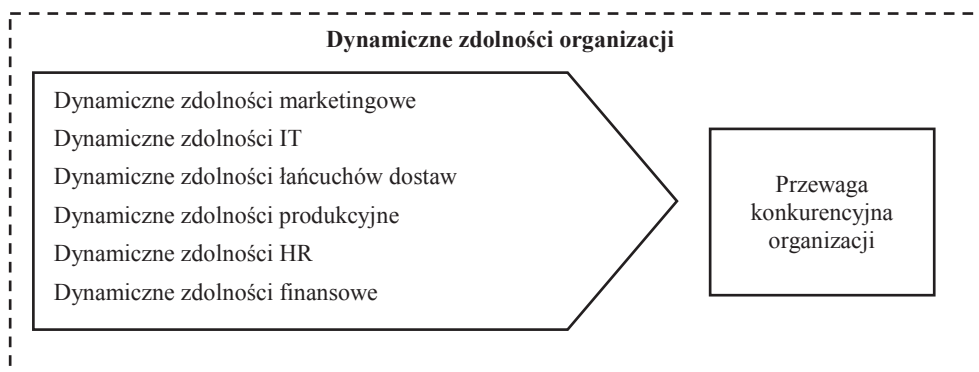 Dynamiczne zdolności organizacji
Dynamiczne zdolności marketingowe
Dynamiczne zdolności IT
Dynamiczne zdolności łańcuchów dostaw
Dynamiczne zdolności produkcyjne
Dynamiczne zdolności HR
Dynamiczne zdolności finansowe
Przewaga
konkurencyjna
organizacji